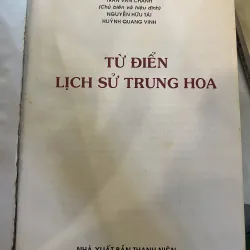 TRẦN VĂN CHÁNH
(Chủ biên và hiệu đính)
NGUYỄN HỮU TÀI
HUỲNH QUANG VINH
TỪ ĐIỂN
LỊCH SỬ TRUNG HOA
NHÀ XUẤT BẢN THANH NIÊN